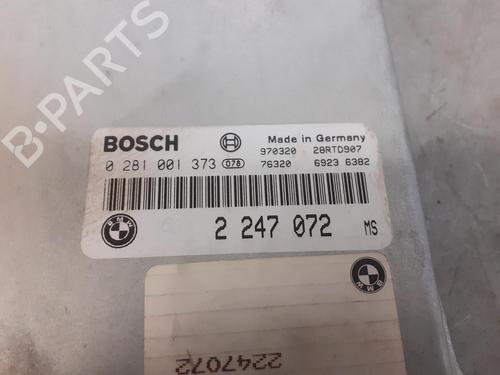 BOSCH
Made in Germany
0 281 001 373 078
970320 28RTD907
76320 6923 6382
BMW
2 247 072 MS
BMW
2247072
B-PARTS